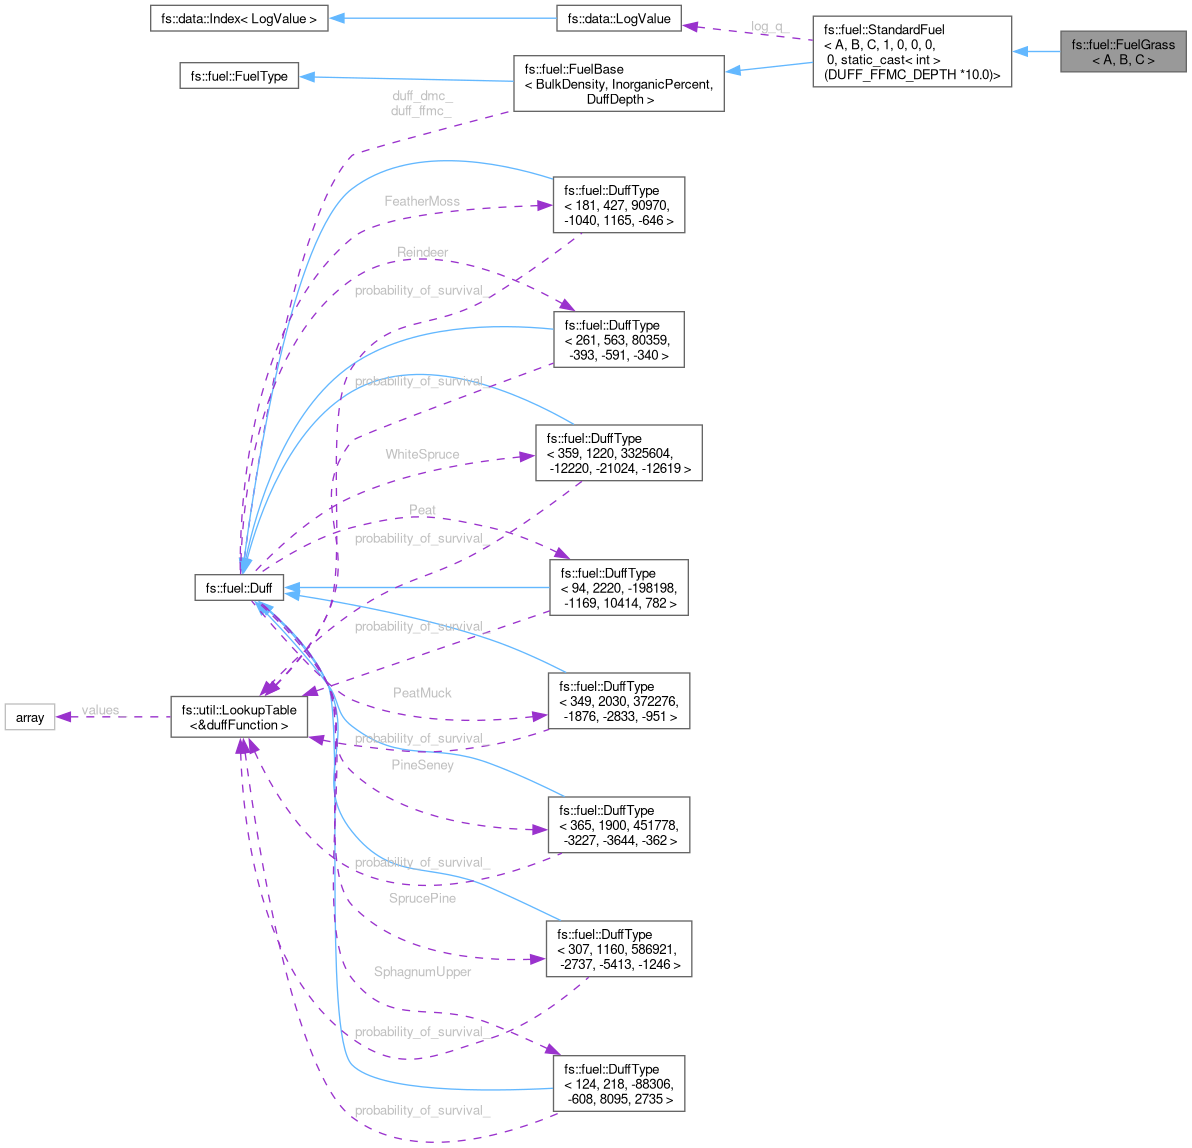 fs::data::Index< LogValue >
fs::data::LogValue
log_q_
fs::fuel::StandardFuel
< A, B, C, 1, 0, 0, 0,
0, static_cast< int >
(DUFF_FFMC_DEPTH *10.0)>
fs::fuel::FuelGrass
< A, B, C >
fs::fuel::FuelType
fs::fuel::FuelBase
< BulkDensity, InorganicPercent,
DuffDepth >
duff_dmc_
duff_ffmc_
fs::fuel::DuffType
< 181, 427, 90970,
-1040, 1165, -646 >
FeatherMoss
Reindeer
probability_of_survival_
fs::fuel::DuffType
< 261, 563, 80359,
-393, -591, -340 >
probability_of_survival_
fs::fuel::DuffType
< 359, 1220, 3325604,
-12220, -21024, -12619 >
WhiteSpruce
Peat
probability_of_survival_
fs::fuel::Duff
fs::fuel::DuffType
< 94, 2220, -198198,
-1169, 10414, 782 >
probability_of_survival_
fs::fuel::DuffType
< 349, 2030, 372276,
-1876, -2833, -951 >
PeatMuck
array
values
fs::util::LookupTable
<&duffFunction >
probability_of_survival_
PineSeney
fs::fuel::DuffType
< 365, 1900, 451778,
-3227, -3644, -362 >
probability_of_survival_
SprucePine
fs::fuel::DuffType
< 307, 1160, 586921,
-2737, -5413, -1246 >
SphagnumUpper
probability_of_survival_
fs::fuel::DuffType
< 124, 218, -88306,
-608, 8095, 2735 >
probability_of_survival_